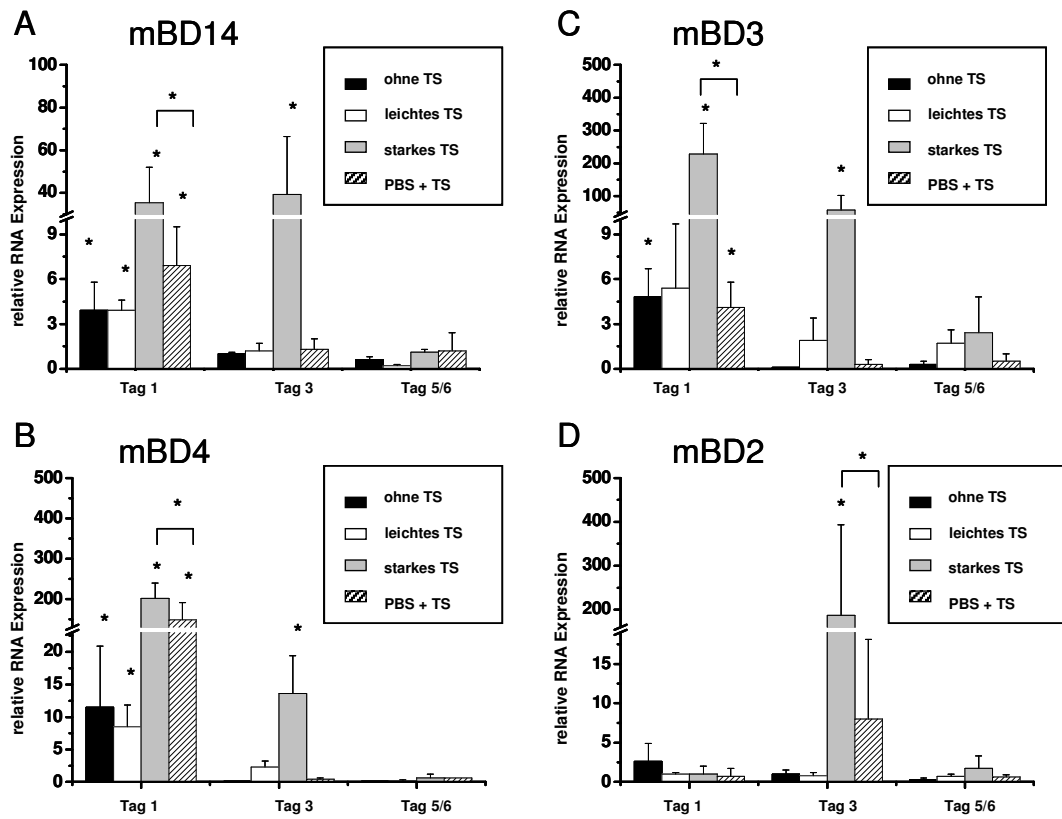 A
mBD14
relative RNA Expression
100
80
60
40
9
6
3
0
*
*
*
*
*
*
ohne TS
leichtes TS
starkes TS
PBS + TS
Tag 1
Tag 3
Tag 5/6
C
mBD3
relative RNA Expression
500
400
300
200
100
9
6
3
0
*
*
*
*
*
ohne TS
leichtes TS
starkes TS
PBS + TS
Tag 1
Tag 3
Tag 5/6
B
mBD4
relative RNA Expression
500
400
300
200
20
15
10
5
0
*
*
*
*
*
*
ohne TS
leichtes TS
starkes TS
PBS + TS
Tag 1
Tag 3
Tag 5/6
D
mBD2
relative RNA Expression
500
400
300
200
15
10
5
0
*
*
ohne TS
leichtes TS
starkes TS
PBS + TS
Tag 1
Tag 3
Tag 5/6